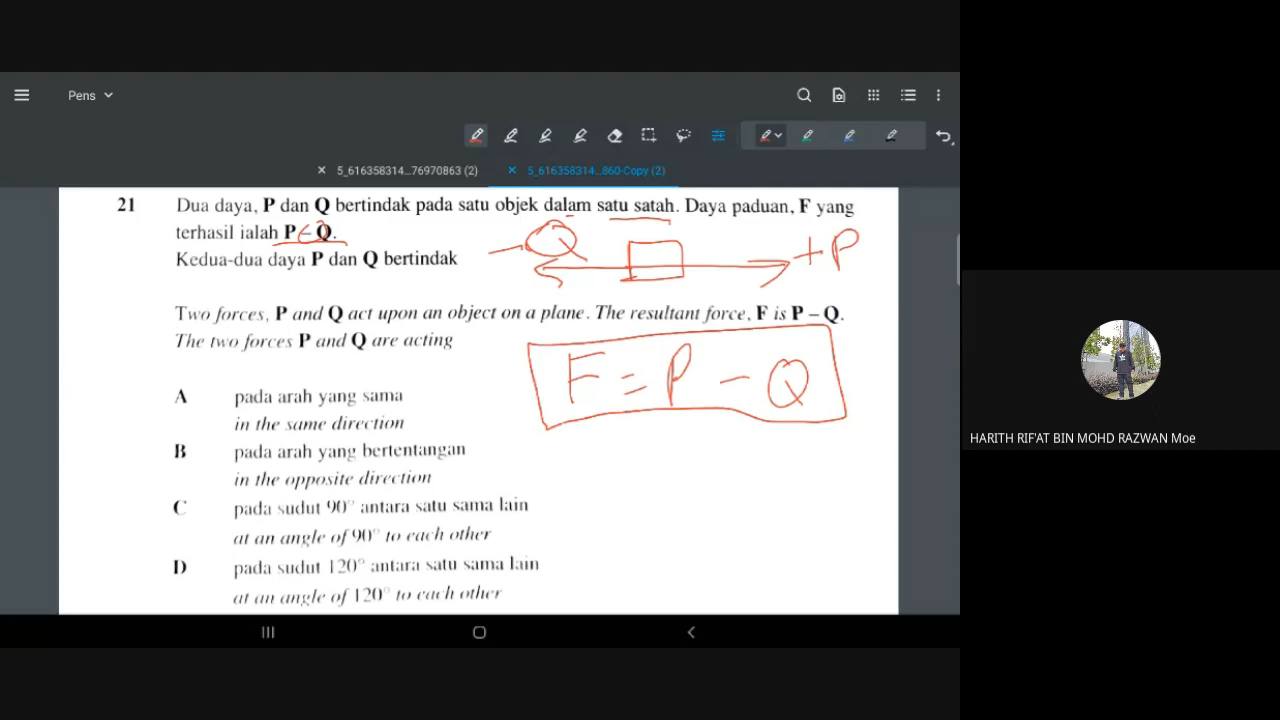 Pens
5_616358314...76970863 (2)
5_616358314...860-Copy (2)
21 Dua daya, P dan Q bertindak pada satu objek dalam satu satah. Daya paduan, F yang
terhasil ialah P – Q.
Kedua-dua daya P dan Q bertindak
– Q
+ P
Two forces, P and Q act upon an object on a plane. The resultant force, F is P – Q.
The two forces P and Q are acting
F = P – Q
A pada arah yang sama
in the same direction
B pada arah yang bertentangan
in the opposite direction
C pada sudut 90° antara satu sama lain
at an angle of 90° to each other
D pada sudut 120° antara satu sama lain
at an angle of 120° to each other
HARITH RIF'AT BIN MOHD RAZWAN Moe